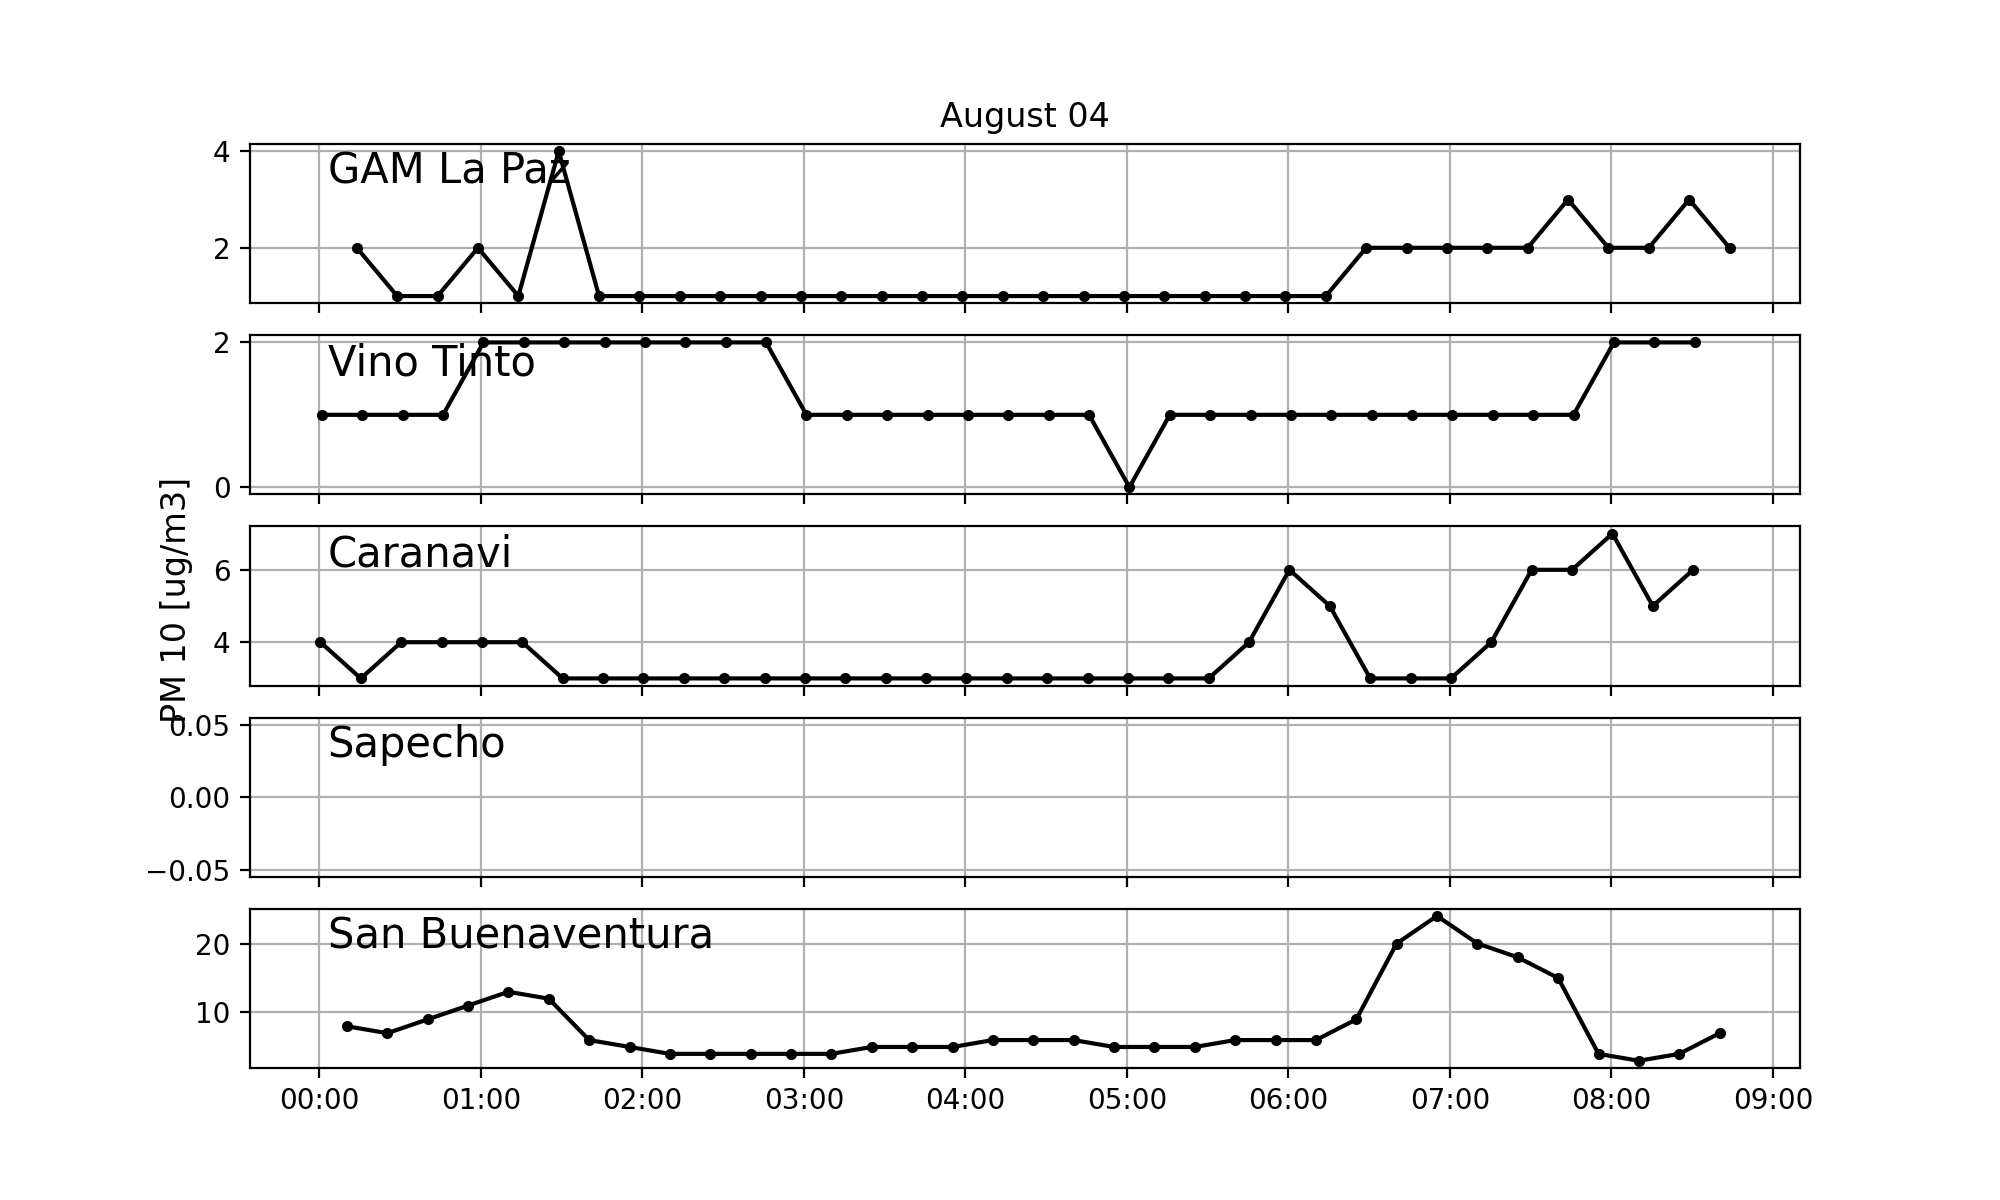 August 04
PM 10 [ug/m3]
GAM La Paz
4
2
Vino Tinto
2
0
Caranavi
6
4
Sapecho
0.05
0.00
−0.05
San Buenaventura
20
10
00:00 01:00 02:00 03:00 04:00 05:00 06:00 07:00 08:00 09:00